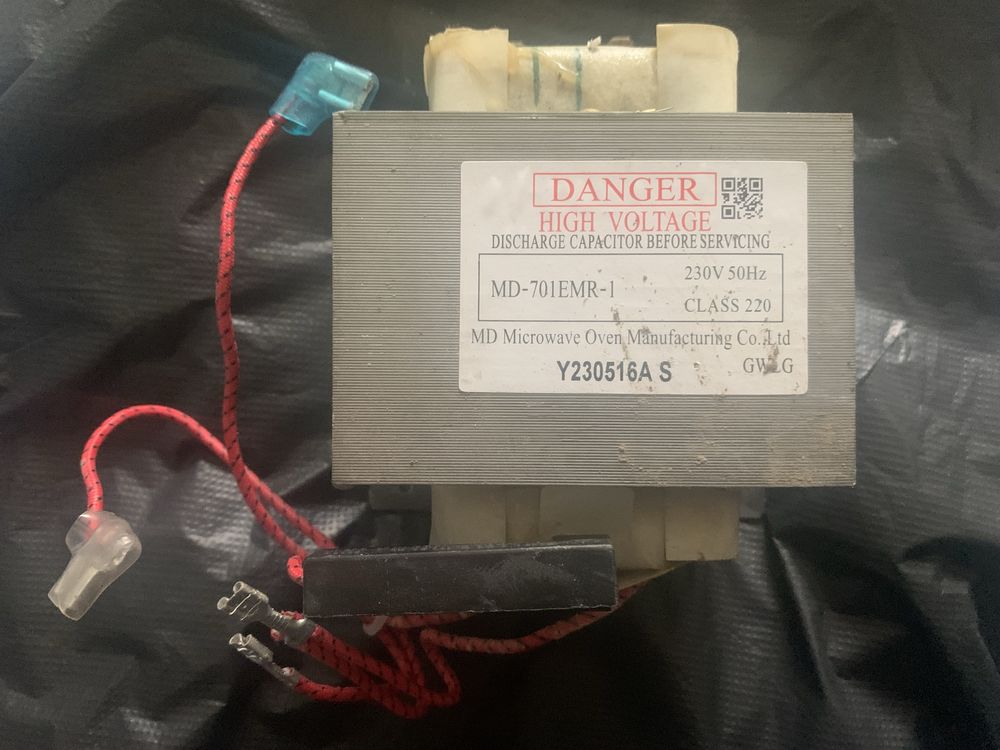 DANGER
HIGH VOLTAGE
DISCHARGE CAPACITOR BEFORE SERVICING
MD-701EMR-1
230V 50Hz
CLASS 220
MD Microwave Oven Manufacturing Co.,Ltd
Y230516A S